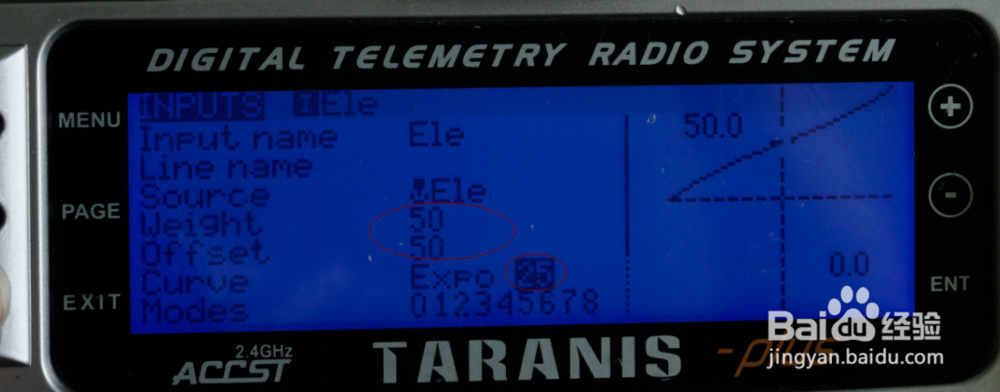 DIGITAL TELEMETRY RADIO SYSTEM
MENU
PAGE
EXIT
INPUTS IEle
Input name Ele
Line name
Source Ele
Weight 50
Offset 50
Curve Expo 25
Modes 012345678
50.0
0.0
+
-
ENT
2.4GHz
ACCST
TARANIS
-plus
Baidu经验
jingyan.baidu.com